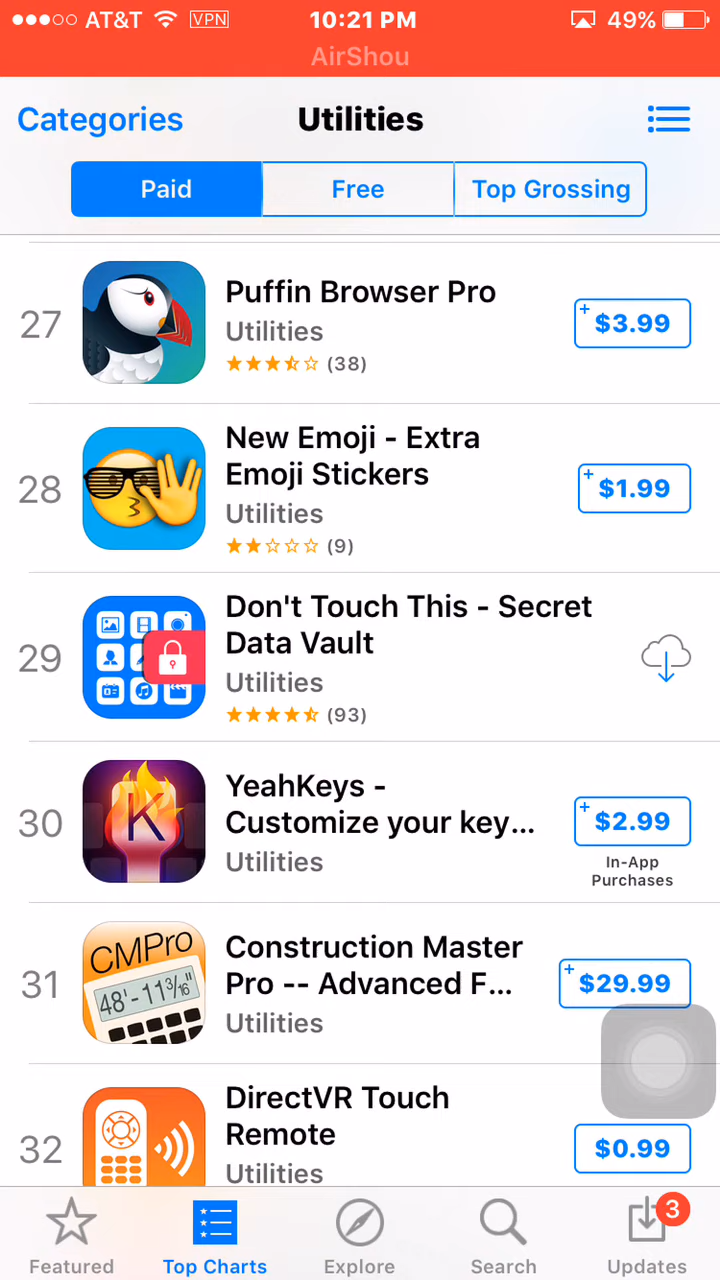 AT&T VPN 10:21 PM 49%
AirShou
Categories Utilities
Paid Free Top Grossing
27 Puffin Browser Pro
Utilities
(38)
+ $3.99
28 New Emoji - Extra
Emoji Stickers
Utilities
(9)
+ $1.99
29 Don't Touch This - Secret
Data Vault
Utilities
(93)
30 YeahKeys -
Customize your key...
Utilities
+ $2.99
In-App
Purchases
K
31 Construction Master
Pro -- Advanced F...
Utilities
+ $29.99
CMPro
48'-11 3/16"
32 DirectVR Touch
Remote
Utilities
$0.99
Featured Top Charts Explore Search Updates
3